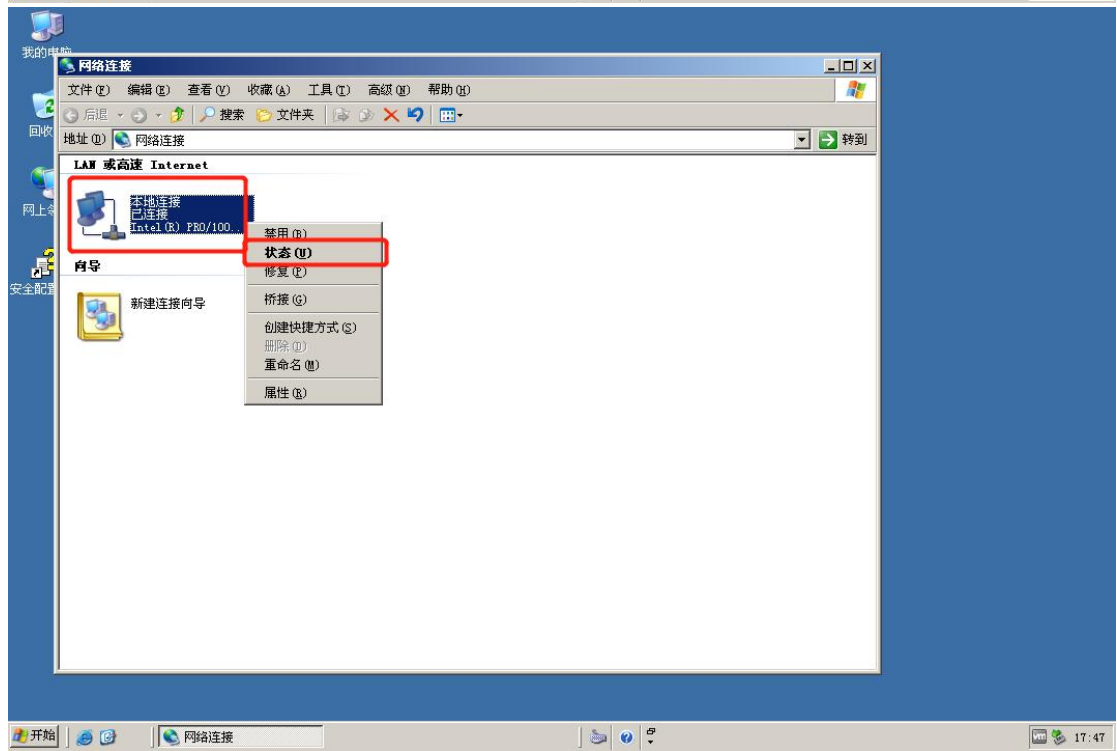 我的电脑
网络连接
文件(F) 编辑(E) 查看(V) 收藏(A) 工具(T) 高级(N) 帮助(H)
后退 搜索 文件夹
回收
地址(D) 网络连接 转到
LAN 或高速 Internet
网上
本地连接
已连接
Intel(R) PRO/100...
禁用(B)
状态(U)
修复(P)
桥接(G)
创建快捷方式(S)
删除(D)
重命名(M)
属性(R)
向导
安全配置
新建连接向导
开始 网络连接 17:47